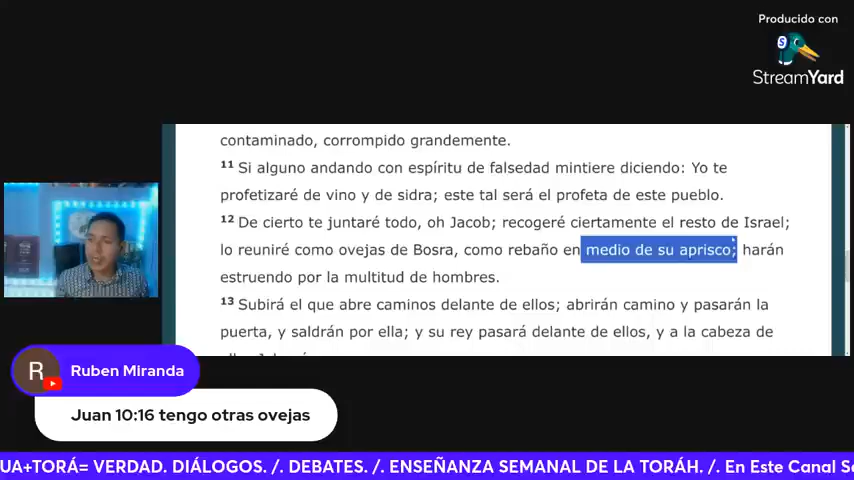 Producido con
StreamYard
contaminado, corrompido grandemente.
11 Si alguno andando con espíritu de falsedad mintiere diciendo: Yo te
profetizaré de vino y de sidra; este tal será el profeta de este pueblo.
12 De cierto te juntaré todo, oh Jacob; recogeré ciertamente el resto de Israel;
lo reuniré como ovejas de Bosra, como rebaño en medio de su aprisco; harán
estruendo por la multitud de hombres.
13 Subirá el que abre caminos delante de ellos; abrirán camino y pasarán la
puerta, y saldrán por ella; y su rey pasará delante de ellos, y a la cabeza de
R Ruben Miranda
Juan 10:16 tengo otras ovejas
UA+TORÁ= VERDAD. DIÁLOGOS. /. DEBATES. /. ENSEÑANZA SEMANAL DE LA TORÁH. /. En Este Canal